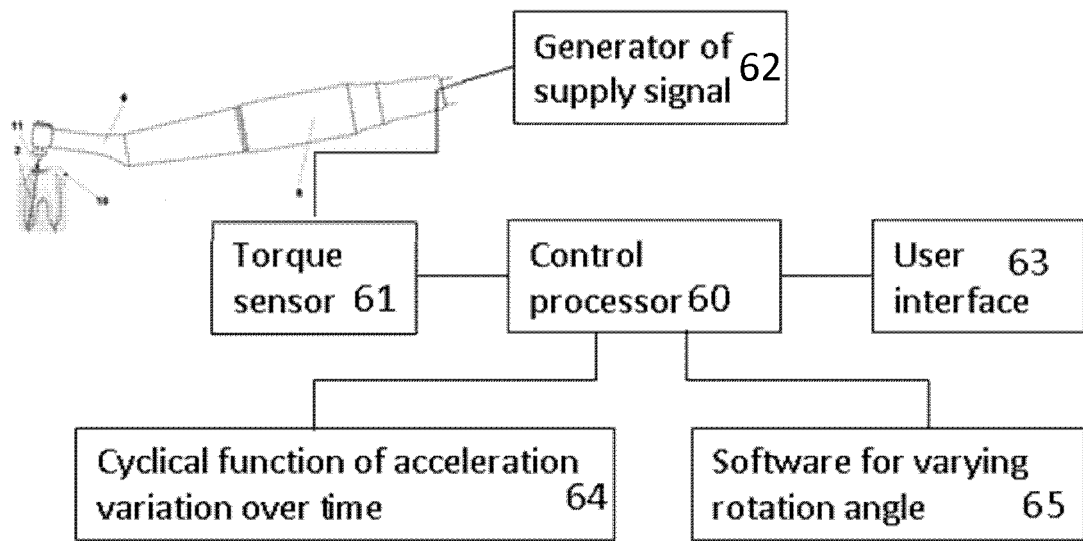 Generator of
supply signal 62
11
Torque
sensor 61
Control
processor 60
User 63
interface
Cyclical function of acceleration
variation over time 64
Software for varying
rotation angle 65